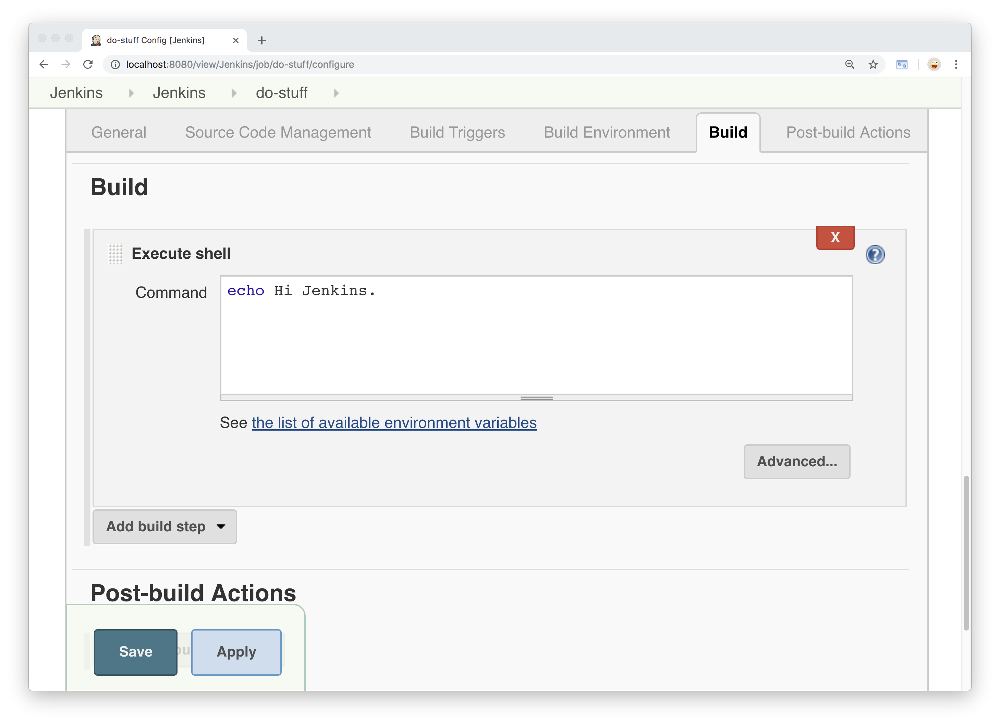 do-stuff Config [Jenkins]
localhost:8080/view/Jenkins/job/do-stuff/configure
Jenkins Jenkins do-stuff
General Source Code Management Build Triggers Build Environment Build Post-build Actions
Build
X
Execute shell
Command echo Hi Jenkins.
See the list of available environment variables
Advanced...
Add build step
Post-build Actions
Save Apply